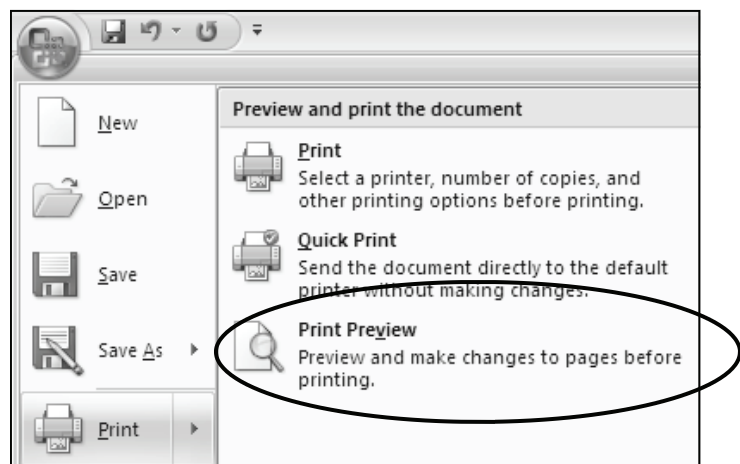 New
Open
Save
Save As
Print
Preview and print the document
Print
Select a printer, number of copies, and
other printing options before printing.
Quick Print
Send the document directly to the default
printer without making changes.
Print Preview
Preview and make changes to pages before
printing.